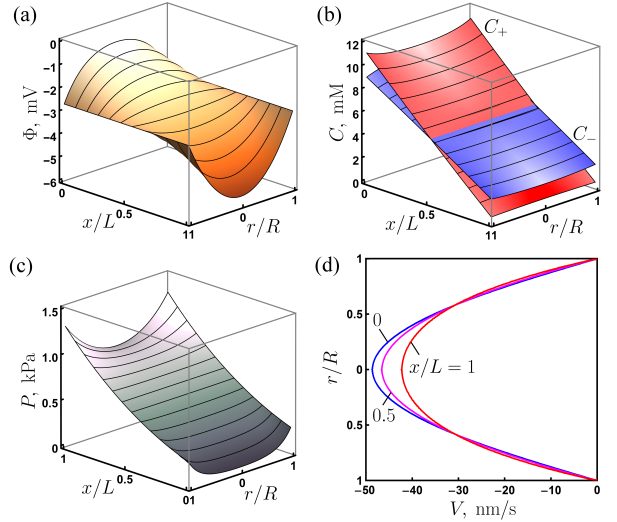 (a)
0
−1
−2
−3
−4
−5
−6
Φ, mV
0
0.5
11
0
1
x/L
r/R
(b)
12
10
8
6
4
2
0
C, mM
C₊
C₋
0
0.5
11
0
1
x/L
r/R
(c)
1.5
1.0
0.5
0
P, kPa
1
0.5
01
0
1
x/L
r/R
(d)
1
0.5
0
0.5
1
r/R
0
x/L = 1
0.5
−50 −40 −30 −20 −10 0
V, nm/s